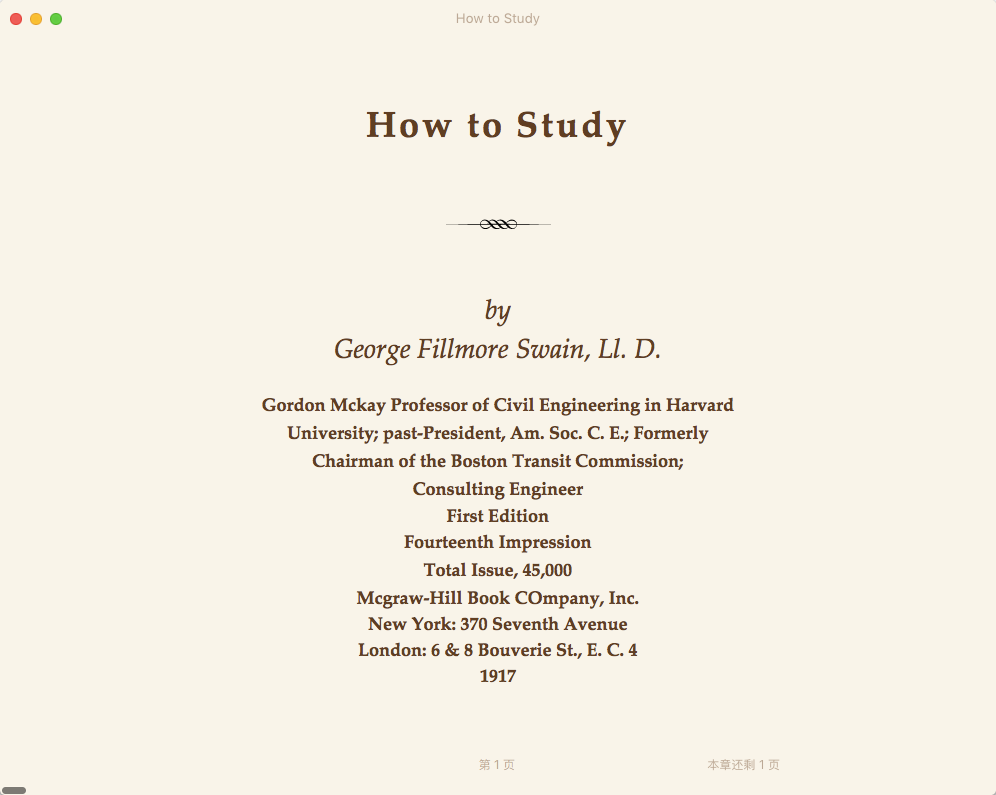 How to Study
How to Study
by
George Fillmore Swain, Ll. D.
Gordon Mckay Professor of Civil Engineering in Harvard
University; past-President, Am. Soc. C. E.; Formerly
Chairman of the Boston Transit Commission;
Consulting Engineer
First Edition
Fourteenth Impression
Total Issue, 45,000
Mcgraw-Hill Book COmpany, Inc.
New York: 370 Seventh Avenue
London: 6 & 8 Bouverie St., E. C. 4
1917
第 1 页
本章还剩 1 页